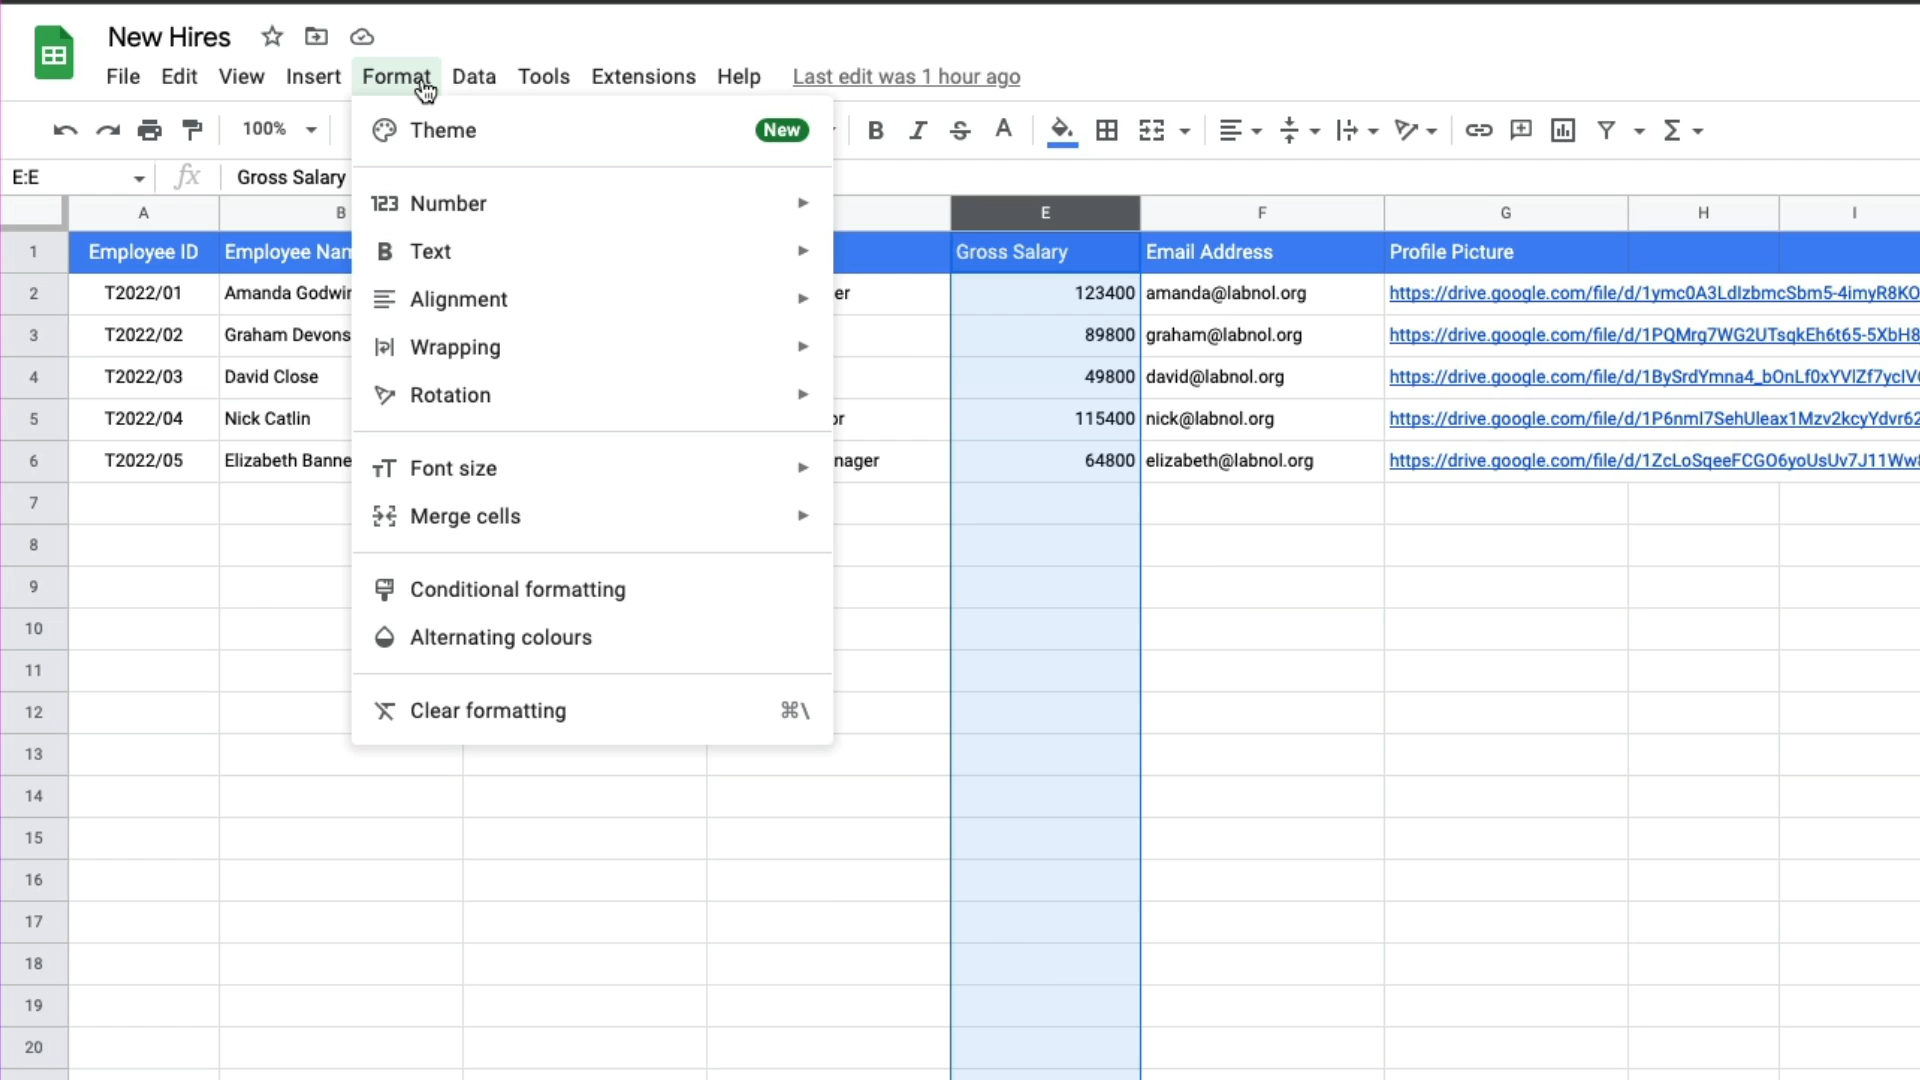 New Hires
File Edit View Insert Format Data Tools Extensions Help Last edit was 1 hour ago
100% B I S A
E:E fx Gross Salary
Theme New
123 Number
B Text
Alignment
Wrapping
Rotation
Font size
Merge cells
Conditional formatting
Alternating colours
Clear formatting ⌘\
A B E F G H I
1 Employee ID Employee Nam Gross Salary Email Address Profile Picture
2 T2022/01 Amanda Godwin er 123400 amanda@labnol.org https://drive.google.com/file/d/1ymc0A3LdIzbmcSbm5-4imyR8KO
3 T2022/02 Graham Devons 89800 graham@labnol.org https://drive.google.com/file/d/1PQMrg7WG2UTsqkEh6t65-5XbH8
4 T2022/03 David Close 49800 david@labnol.org https://drive.google.com/file/d/1BySrdYmna4_bOnLf0xYVlZf7ycIV
5 T2022/04 Nick Catlin or 115400 nick@labnol.org https://drive.google.com/file/d/1P6nmI7SehUleax1Mzv2kcyYdvr62
6 T2022/05 Elizabeth Banne nager 64800 elizabeth@labnol.org https://drive.google.com/file/d/1ZcLoSqeeFCGO6yoUsUv7J11Ww8
7
8
9
10
11
12
13
14
15
16
17
18
19
20